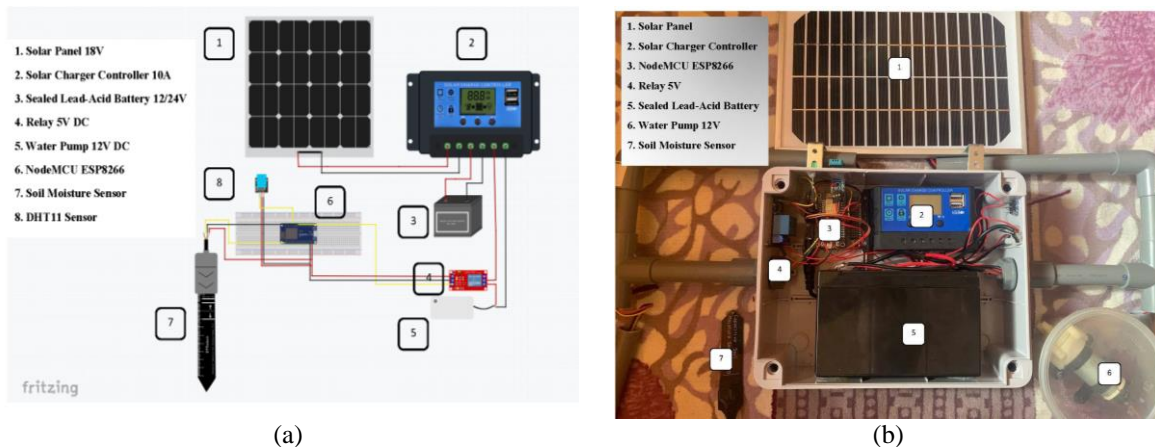 1. Solar Panel 18V
2. Solar Charger Controller 10A
3. Sealed Lead-Acid Battery 12/24V
4. Relay 5V DC
5. Water Pump 12V DC
6. NodeMCU ESP8266
7. Soil Moisture Sensor
8. DHT11 Sensor
1
2
3
4
5
6
7
8
fritzing
(a)
1. Solar Panel
2. Solar Charger Controller
3. NodeMCU ESP8266
4. Relay 5V
5. Sealed Lead-Acid Battery
6. Water Pump 12V
7. Soil Moisture Sensor
1
2
SOLAR CHARGE CONTROLLER
3
4
5
6
7
(b)